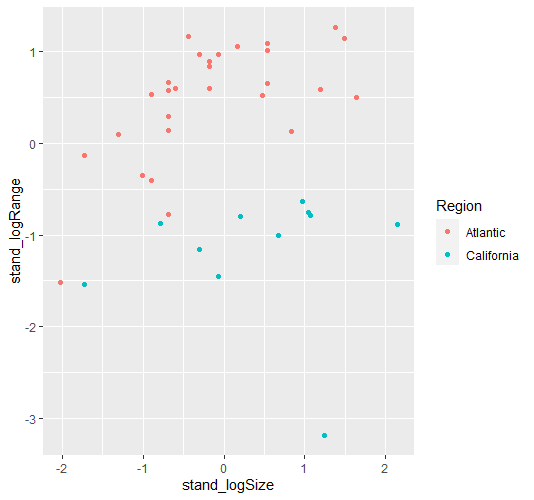 stand_logRange
1
0
-1
-2
-3
-2
-1
0
1
2
stand_logSize
Region
Atlantic
California